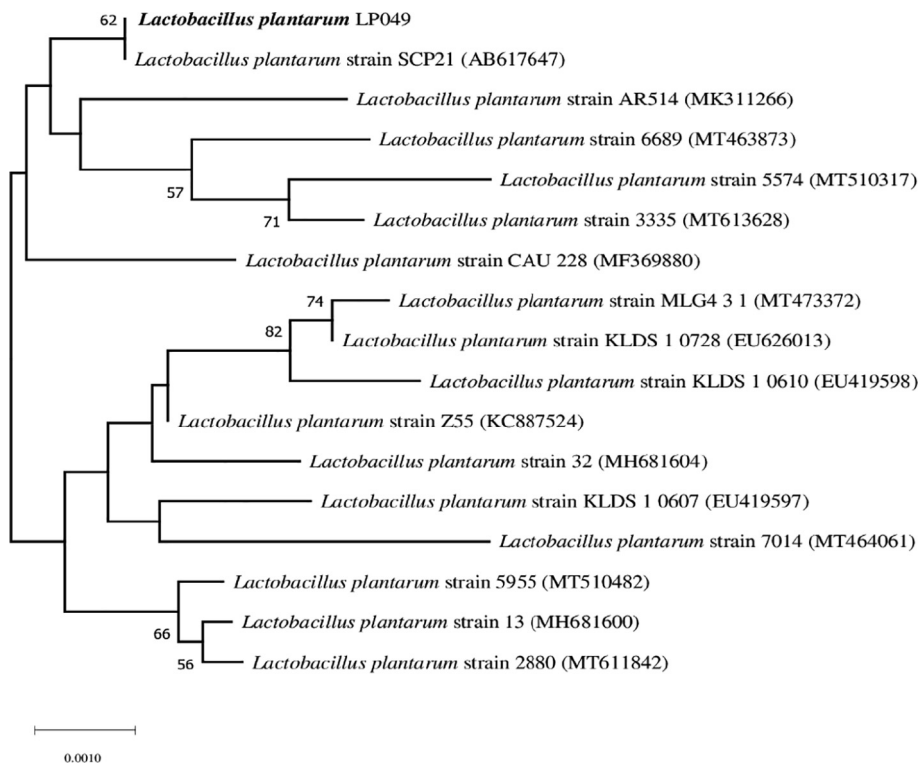 62 Lactobacillus plantarum LP049
Lactobacillus plantarum strain SCP21 (AB617647)
Lactobacillus plantarum strain AR514 (MK311266)
Lactobacillus plantarum strain 6689 (MT463873)
Lactobacillus plantarum strain 5574 (MT510317)
57
71
Lactobacillus plantarum strain 3335 (MT613628)
Lactobacillus plantarum strain CAU 228 (MF369880)
74
Lactobacillus plantarum strain MLG4 3 1 (MT473372)
82
Lactobacillus plantarum strain KLDS 1 0728 (EU626013)
Lactobacillus plantarum strain KLDS 1 0610 (EU419598)
Lactobacillus plantarum strain Z55 (KC887524)
Lactobacillus plantarum strain 32 (MH681604)
Lactobacillus plantarum strain KLDS 1 0607 (EU419597)
Lactobacillus plantarum strain 7014 (MT464061)
Lactobacillus plantarum strain 5955 (MT510482)
Lactobacillus plantarum strain 13 (MH681600)
66
56
Lactobacillus plantarum strain 2880 (MT611842)
0.0010